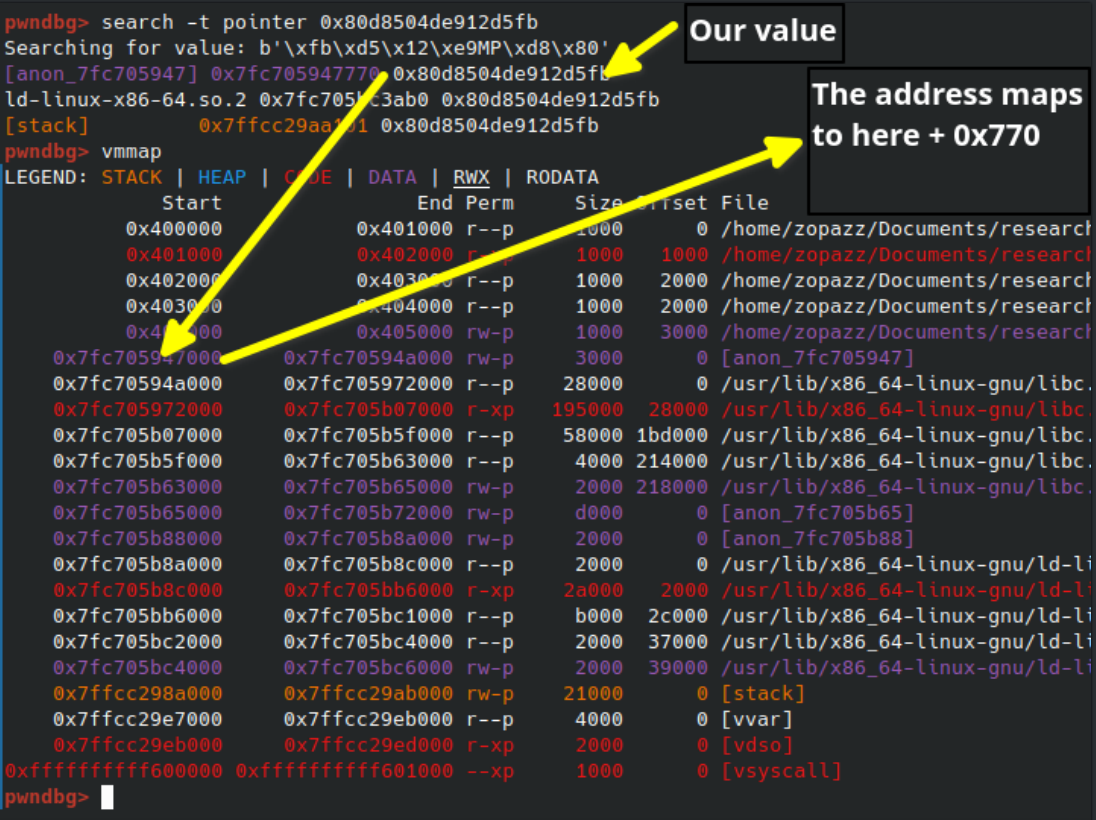 pwndbg> search -t pointer 0x80d8504de912d5fb
Our value
Searching for value: b'\xfb\xd5\x12\xe9MP\xd8\x80'
[anon_7fc705947] 0x7fc705947770 0x80d8504de912d5fb
ld-linux-x86-64.so.2 0x7fc705bc3ab0 0x80d8504de912d5fb
The address maps
to here + 0x770
[stack] 0x80d8504de912d5fb
pwndbg> vmmap
LEGEND: STACK | HEAP | CODE | DATA | RWX | RODATA
Start End Perm Size Offset File
0x400000 0x401000 r--p 1000 0 /home/zopazz/Documents/research
0x401000 0x402000 r-xp 1000 1000 /home/zopazz/Documents/research
0x402000 0x403000 r--p 1000 2000 /home/zopazz/Documents/research
0x403000 0x404000 r--p 1000 2000 /home/zopazz/Documents/research
0x404000 0x405000 rw-p 1000 3000 /home/zopazz/Documents/research
0x7fc705947000 0x7fc70594a000 rw-p 3000 0 [anon_7fc705947]
0x7fc70594a000 0x7fc705972000 r--p 28000 0 /usr/lib/x86_64-linux-gnu/libc.
0x7fc705972000 0x7fc705b07000 r-xp 195000 28000 /usr/lib/x86_64-linux-gnu/libc.
0x7fc705b07000 0x7fc705b5f000 r--p 58000 1bd000 /usr/lib/x86_64-linux-gnu/libc.
0x7fc705b5f000 0x7fc705b63000 r--p 4000 214000 /usr/lib/x86_64-linux-gnu/libc.
0x7fc705b63000 0x7fc705b65000 rw-p 2000 218000 /usr/lib/x86_64-linux-gnu/libc.
0x7fc705b65000 0x7fc705b72000 rw-p d000 0 [anon_7fc705b65]
0x7fc705b88000 0x7fc705b8a000 rw-p 2000 0 [anon_7fc705b88]
0x7fc705b8a000 0x7fc705b8c000 r--p 2000 0 /usr/lib/x86_64-linux-gnu/ld-li
0x7fc705b8c000 0x7fc705bb6000 r-xp 2a000 2000 /usr/lib/x86_64-linux-gnu/ld-li
0x7fc705bb6000 0x7fc705bc1000 r--p b000 2c000 /usr/lib/x86_64-linux-gnu/ld-li
0x7fc705bc2000 0x7fc705bc4000 r--p 2000 37000 /usr/lib/x86_64-linux-gnu/ld-li
0x7fc705bc4000 0x7fc705bc6000 rw-p 2000 39000 /usr/lib/x86_64-linux-gnu/ld-li
0x7ffcc298a000 0x7ffcc29ab000 rw-p 21000 0 [stack]
0x7ffcc29e7000 0x7ffcc29eb000 r--p 4000 0 [vvar]
0x7ffcc29eb000 0x7ffcc29ed000 r-xp 2000 0 [vdso]
0xffffffffff600000 0xffffffffff601000 --xp 1000 0 [vsyscall]
pwndbg>